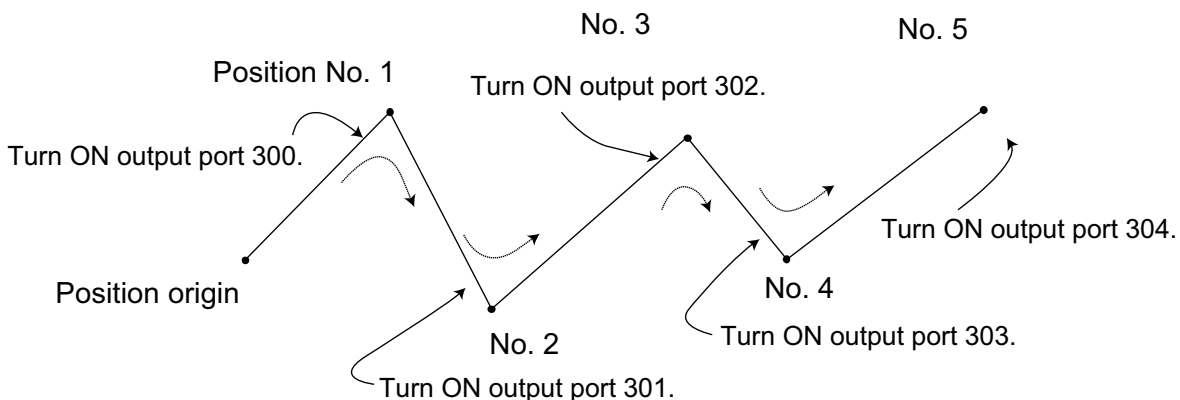 No. 3
No. 5
Position No. 1
Turn ON output port 302.
Turn ON output port 300.
Turn ON output port 304.
Position origin
No. 4
No. 2
Turn ON output port 303.
Turn ON output port 301.